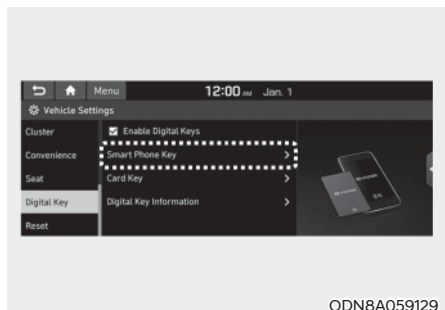 Menu 12:00 AM Jan. 1
Vehicle Settings
Cluster
Enable Digital Keys
Convenience
Smart Phone Key >
Seat
Card Key >
Digital Key
Digital Key Information >
Reset
ODN8A059129